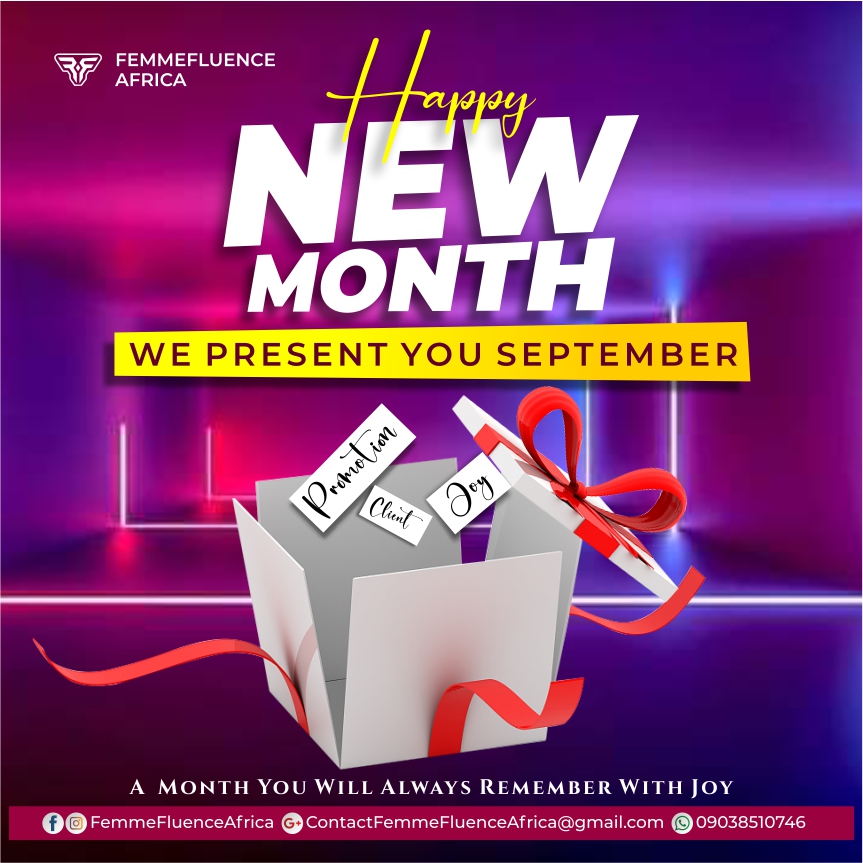 FEMMEFLUENCE
AFRICA
Happy
NEW
MONTH
WE PRESENT YOU SEPTEMBER
Promotion
Client
Joy
A MONTH YOU WILL ALWAYS REMEMBER WITH JOY
FemmeFluenceAfrica ContactFemmeFluenceAfrica@gmail.com 09038510746